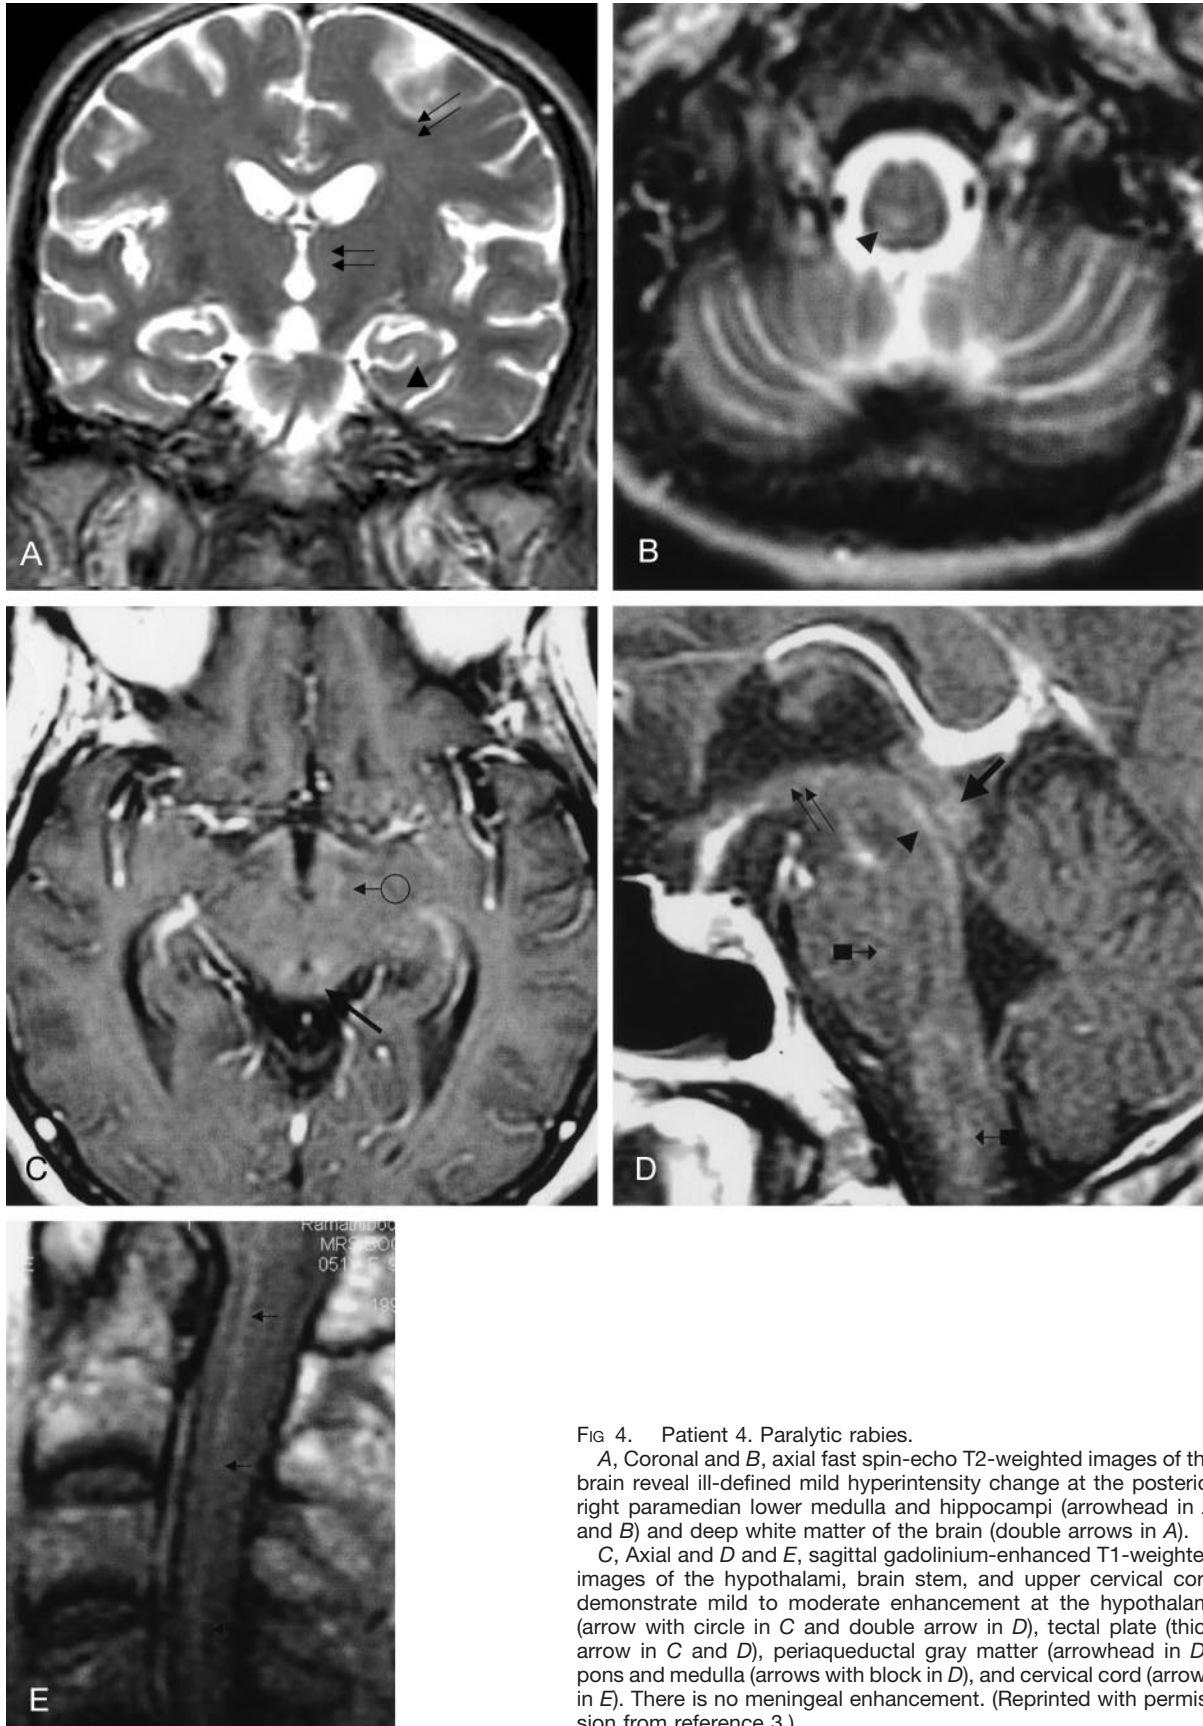 A
B
C
D
Ramathiboo
MRS BOO
051
199
E
FIG 4. Patient 4. Paralytic rabies.
A, Coronal and B, axial fast spin-echo T2-weighted images of th
brain reveal ill-defined mild hyperintensity change at the posterio
right paramedian lower medulla and hippocampi (arrowhead in
and B) and deep white matter of the brain (double arrows in A).
C, Axial and D and E, sagittal gadolinium-enhanced T1-weighte
images of the hypothalami, brain stem, and upper cervical cor
demonstrate mild to moderate enhancement at the hypothalam
(arrow with circle in C and double arrow in D), tectal plate (thic
arrow in C and D), periaqueductal gray matter (arrowhead in D
pons and medulla (arrows with block in D), and cervical cord (arrow
in E). There is no meningeal enhancement. (Reprinted with permis-
sion from reference 3.)